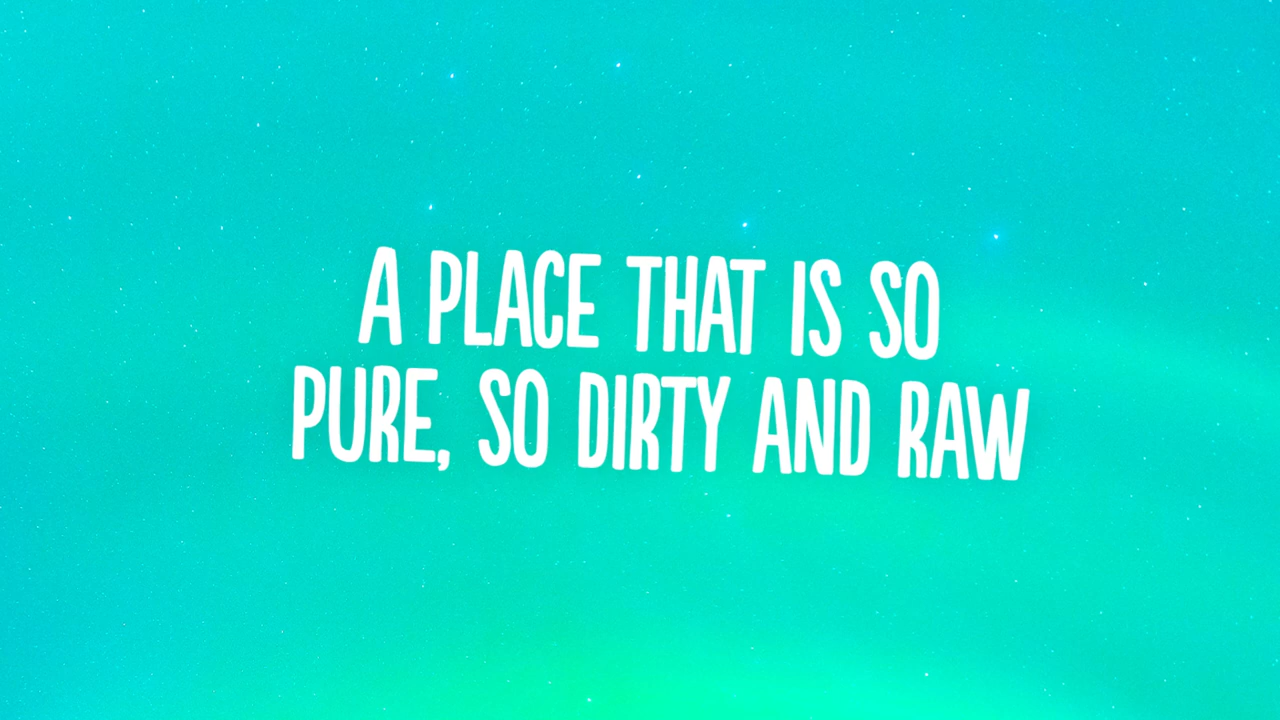 A PLACE THAT IS SO
PURE, SO DIRTY AND RAW